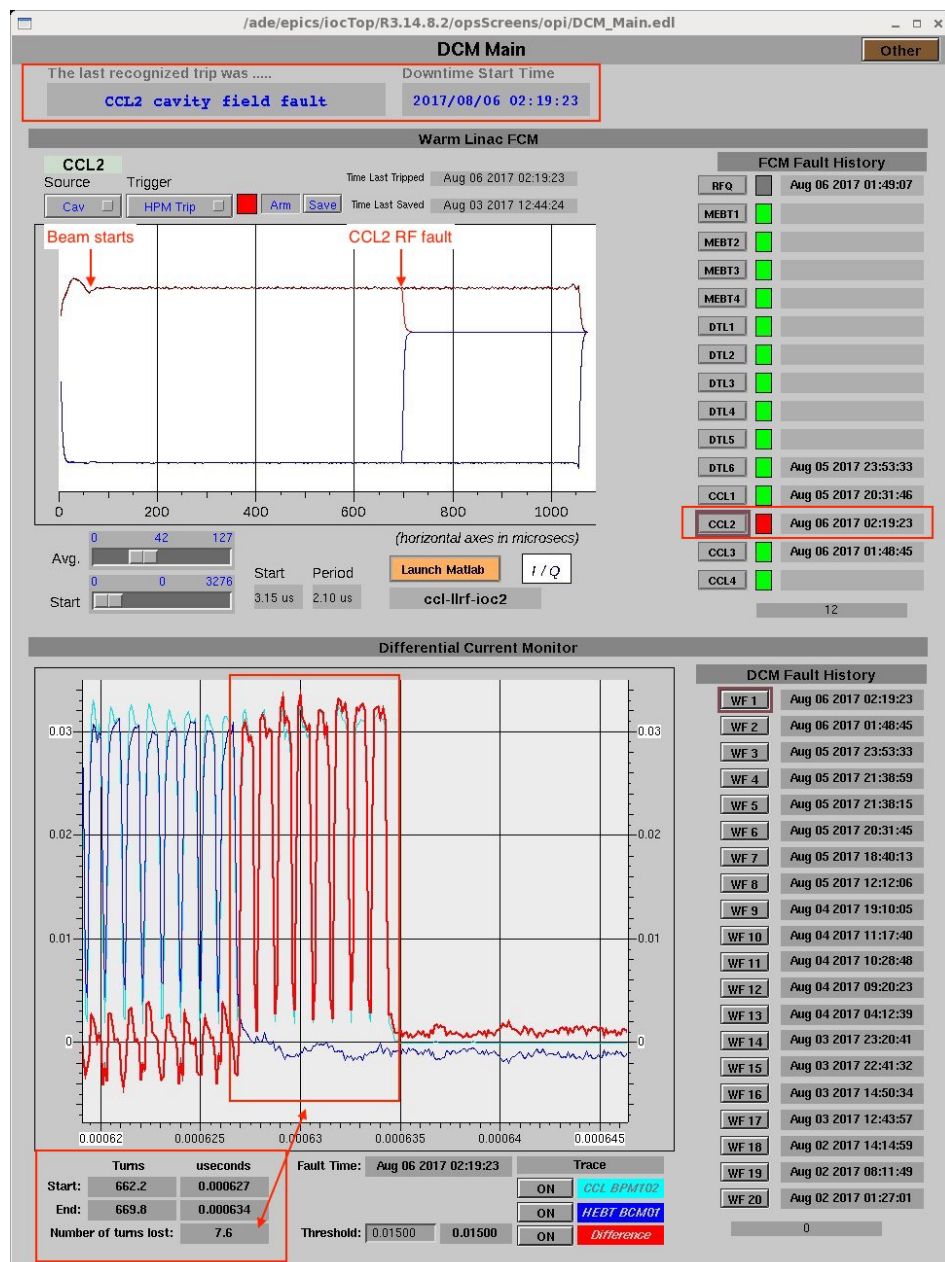 /ade/epics/iocTop/R3.14.8.2/opsScreens/opi/DCM_Main.edl
DCM Main
Other
The last recognized trip was .....
Downtime Start Time
CCL2 cavity field fault
2017/08/06 02:19:23
Warm Linac FCM
CCL2
Source
Trigger
Time Last Tripped
Aug 06 2017 02:19:23
Cav
HPM Trip
Arm
Save
Time Last Saved
Aug 03 2017 12:44:24
Beam starts
CCL2 RF fault
0 200 400 600 800 1000
(horizontal axes in microsecs)
Avg.
0 42 127
Start
0 0 3276
Start Period
3.15 us 2.10 us
Launch Matlab
I / Q
ccl-llrf-ioc2
FCM Fault History
RFQ Aug 06 2017 01:49:07
MEBT1
MEBT2
MEBT3
MEBT4
DTL1
DTL2
DTL3
DTL4
DTL5
DTL6 Aug 05 2017 23:53:33
CCL1 Aug 05 2017 20:31:46
CCL2 Aug 06 2017 02:19:23
CCL3 Aug 06 2017 01:48:45
CCL4
12
Differential Current Monitor
0.03 0.03
0.02 0.02
0.01 0.01
0 0
0.00062 0.000625 0.00063 0.000635 0.00064 0.000645
Turns useconds
Start: 662.2 0.000627
End: 669.8 0.000634
Number of turns lost: 7.6
Fault Time: Aug 06 2017 02:19:23
Threshold: 0.01500 0.01500
Trace
ON CCL BPM102
ON HEBT BCM01
ON Difference
DCM Fault History
WF 1 Aug 06 2017 02:19:23
WF 2 Aug 06 2017 01:48:45
WF 3 Aug 05 2017 23:53:33
WF 4 Aug 05 2017 21:38:59
WF 5 Aug 05 2017 21:38:15
WF 6 Aug 05 2017 20:31:45
WF 7 Aug 05 2017 18:40:13
WF 8 Aug 05 2017 12:12:06
WF 9 Aug 04 2017 19:10:05
WF 10 Aug 04 2017 11:17:40
WF 11 Aug 04 2017 10:28:48
WF 12 Aug 04 2017 09:20:23
WF 13 Aug 04 2017 04:12:39
WF 14 Aug 03 2017 23:20:41
WF 15 Aug 03 2017 22:41:32
WF 16 Aug 03 2017 14:50:34
WF 17 Aug 03 2017 12:43:57
WF 18 Aug 02 2017 14:14:59
WF 19 Aug 02 2017 08:11:49
WF 20 Aug 02 2017 01:27:01
0